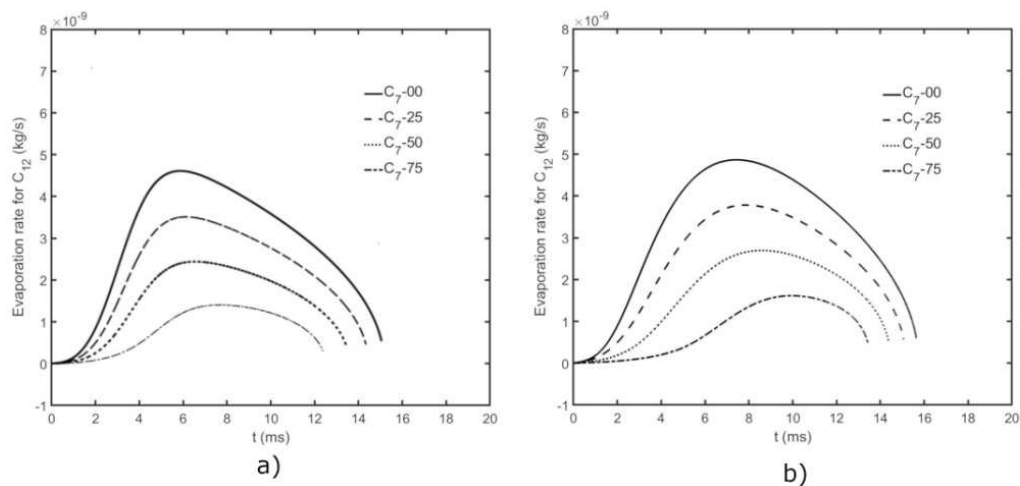 ×10⁻⁹
8
7
6
5
4
3
2
1
0
-1
Evaporation rate for C₁₂ (kg/s)
C₇-00
C₇-25
C₇-50
C₇-75
0 2 4 6 8 10 12 14 16 18 20
t (ms)
a)
×10⁻⁹
8
7
6
5
4
3
2
1
0
-1
Evaporation rate for C₁₂ (kg/s)
C₇-00
C₇-25
C₇-50
C₇-75
0 2 4 6 8 10 12 14 16 18 20
t (ms)
b)